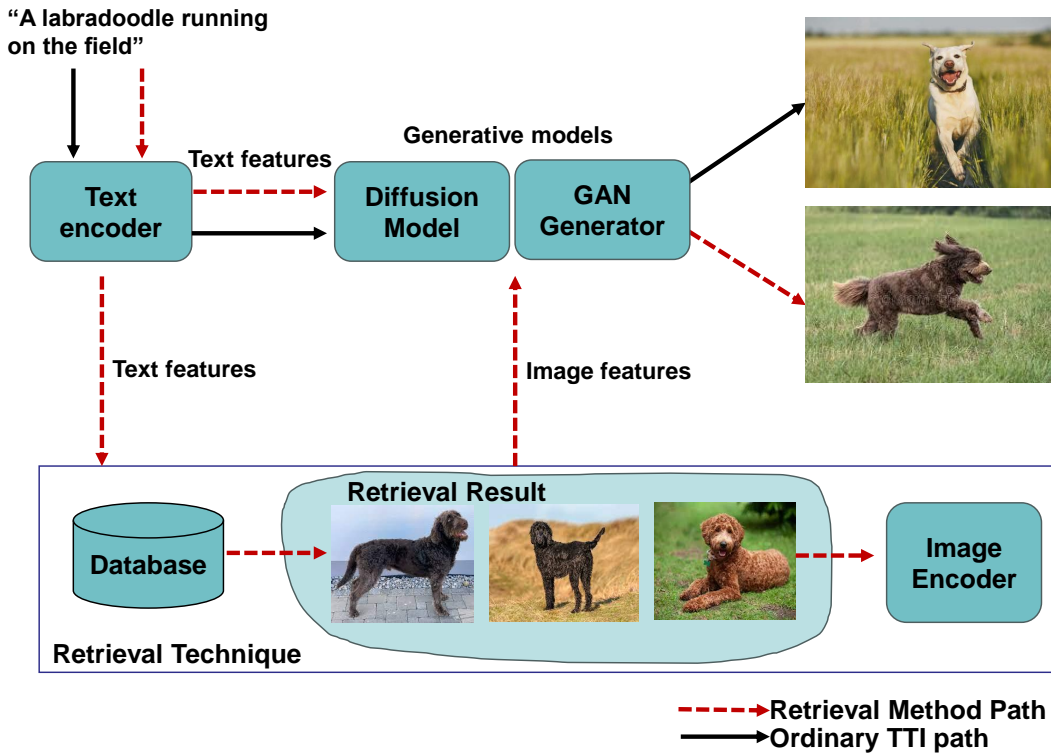 “A labradoodle running
on the field”
Generative models
Text features
Text
encoder
Diffusion
Model
GAN
Generator
Text features
Image features
Retrieval Result
Database
Image
Encoder
Retrieval Technique
Retrieval Method Path
Ordinary TTI path